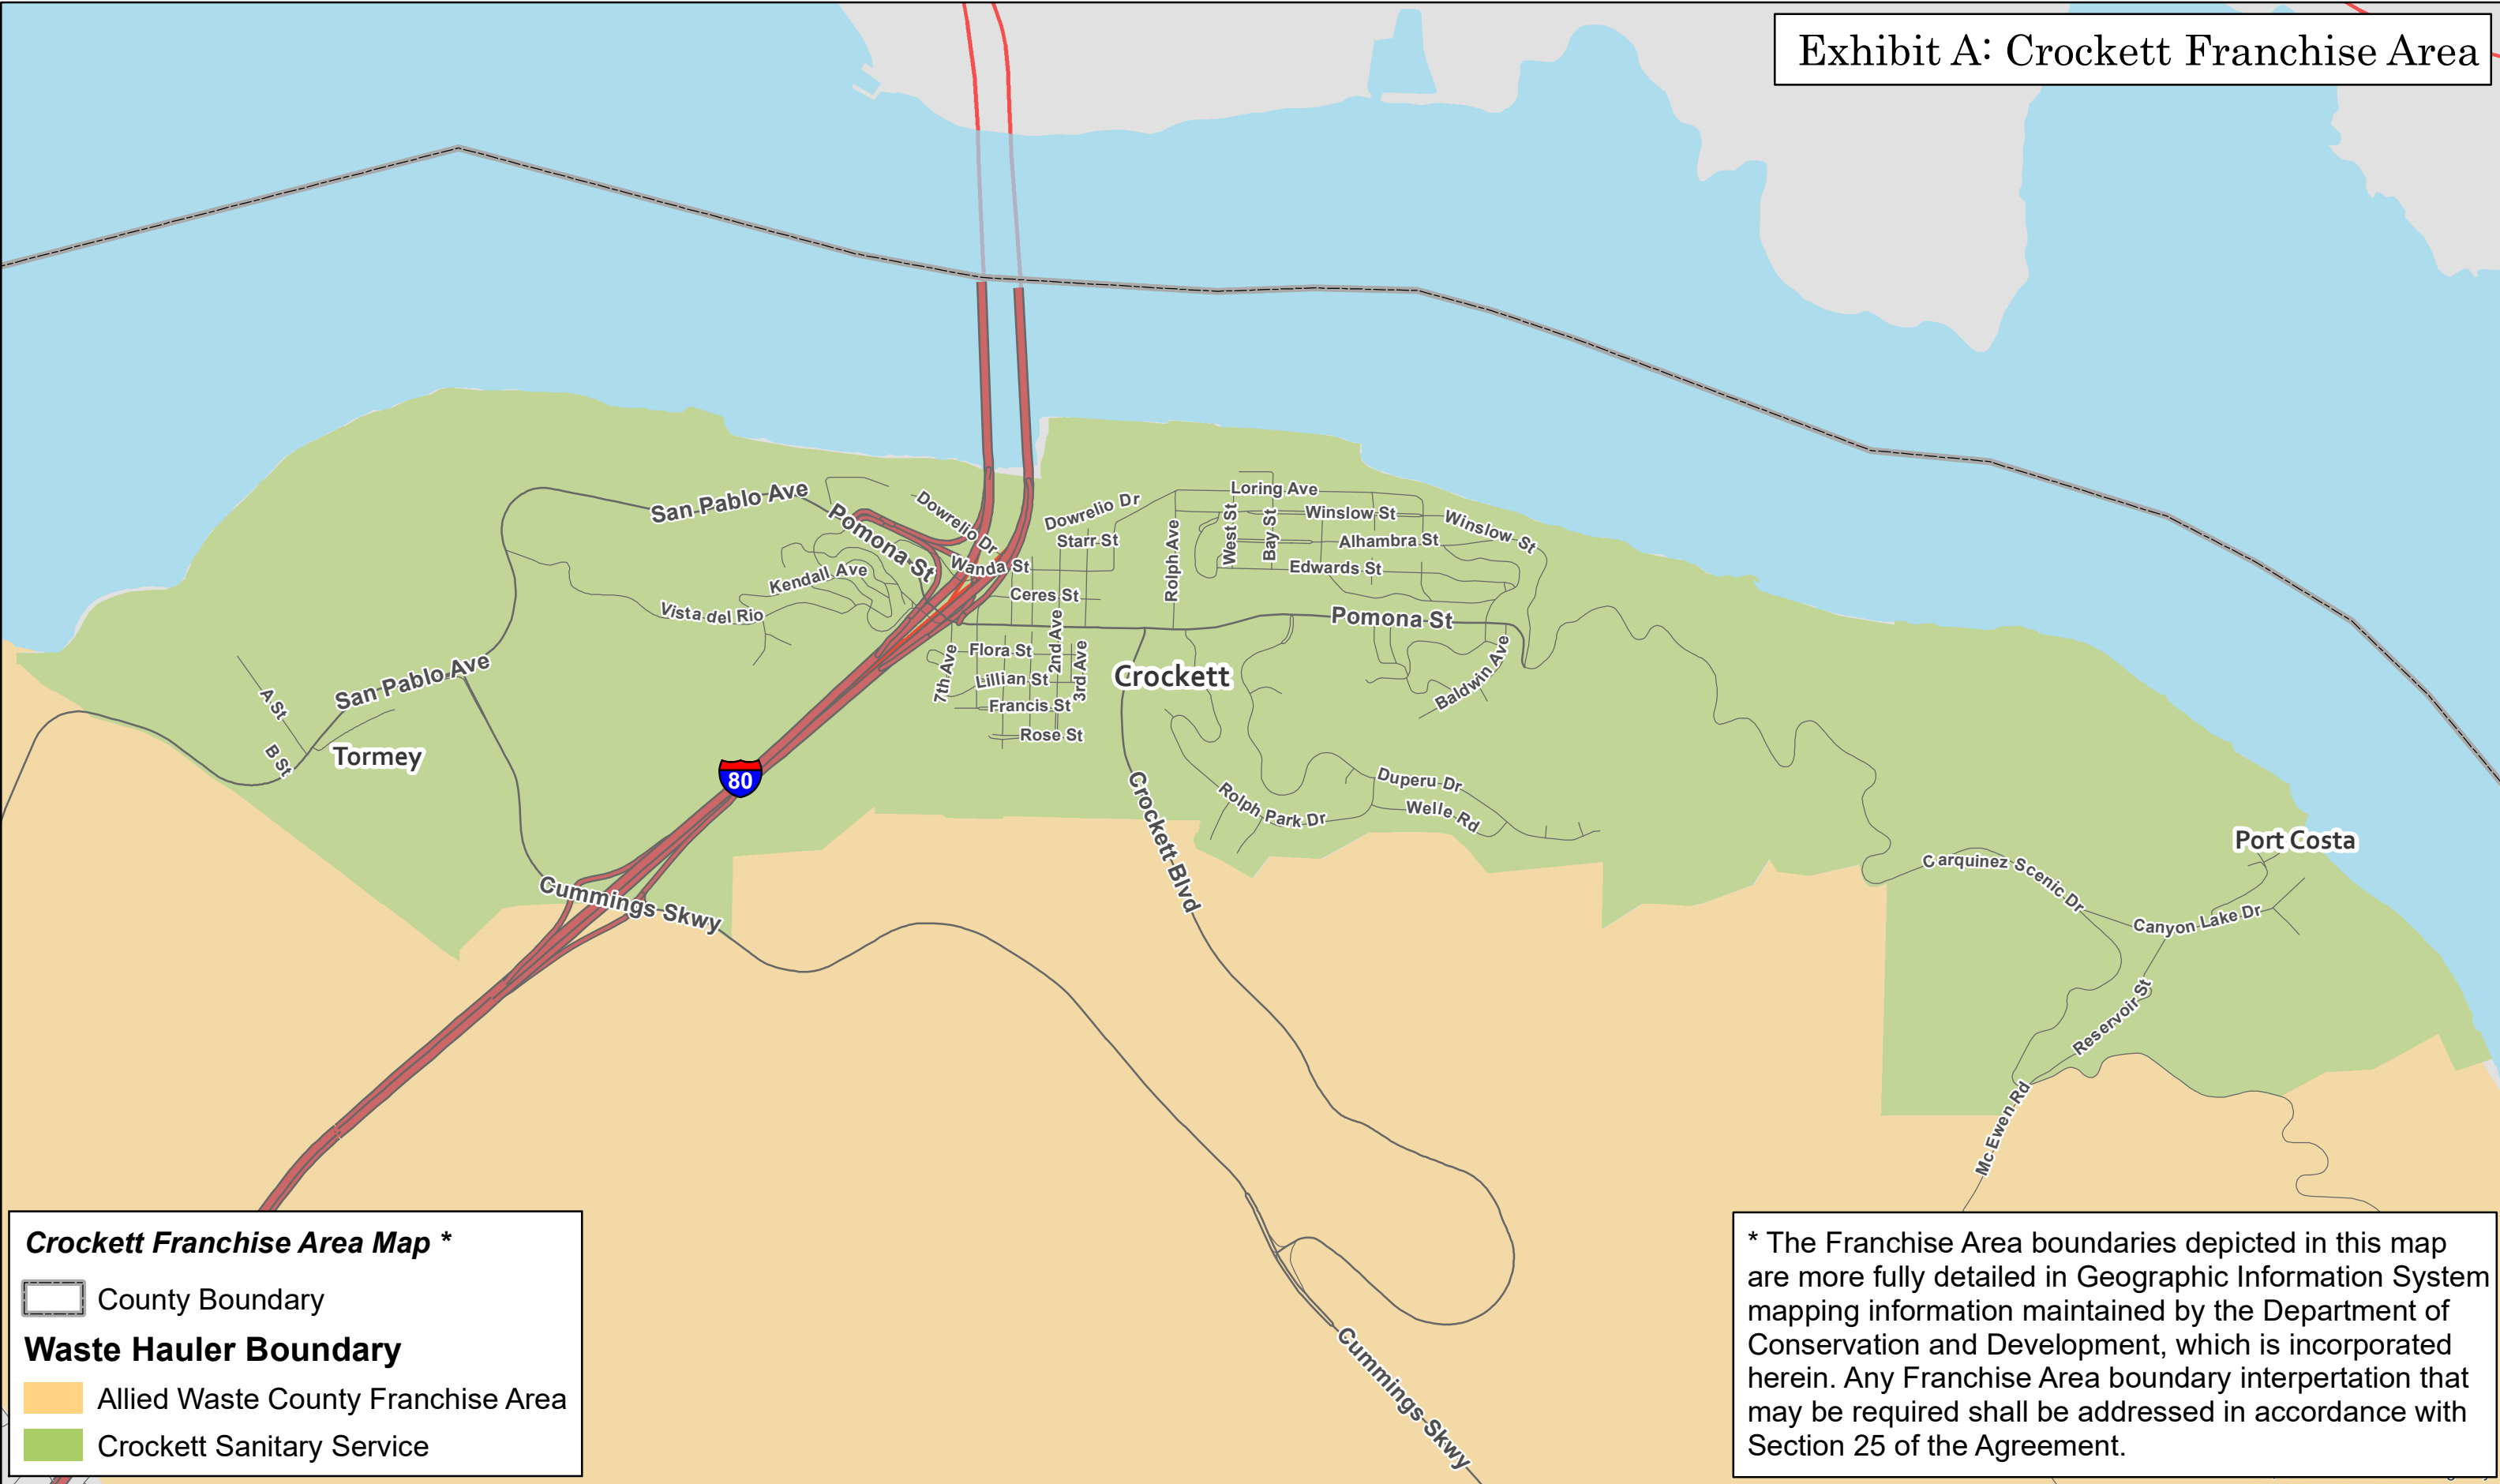 Exhibit A: Crockett Franchise Area
San Pablo Ave
Pomona St
Dowrelio Dr
Dowrelio Dr
Starr St
Wanda St
Kendall Ave
Vista del Rio
Ceres St
Rolph Ave
West St
Bay St
Loring Ave
Winslow St
Winslow St
Alhambra St
Edwards St
Pomona St
Flora St
2nd Ave
3rd Ave
7th Ave
Lillian St
Francis St
Rose St
Crockett
Baldwin Ave
San Pablo Ave
A St
B St
Tormey
80
Crockett Blvd
Rolph Park Dr
Duperu Dr
Welle Rd
Cummings Skwy
Port Costa
Carquinez Scenic Dr
Canyon Lake Dr
Reservoir St
Mc Ewen Rd
Cummings Skwy
Crockett Franchise Area Map *
County Boundary
Waste Hauler Boundary
Allied Waste County Franchise Area
Crockett Sanitary Service
* The Franchise Area boundaries depicted in this map
are more fully detailed in Geographic Information System
mapping information maintained by the Department of
Conservation and Development, which is incorporated
herein. Any Franchise Area boundary interpertation that
may be required shall be addressed in accordance with
Section 25 of the Agreement.